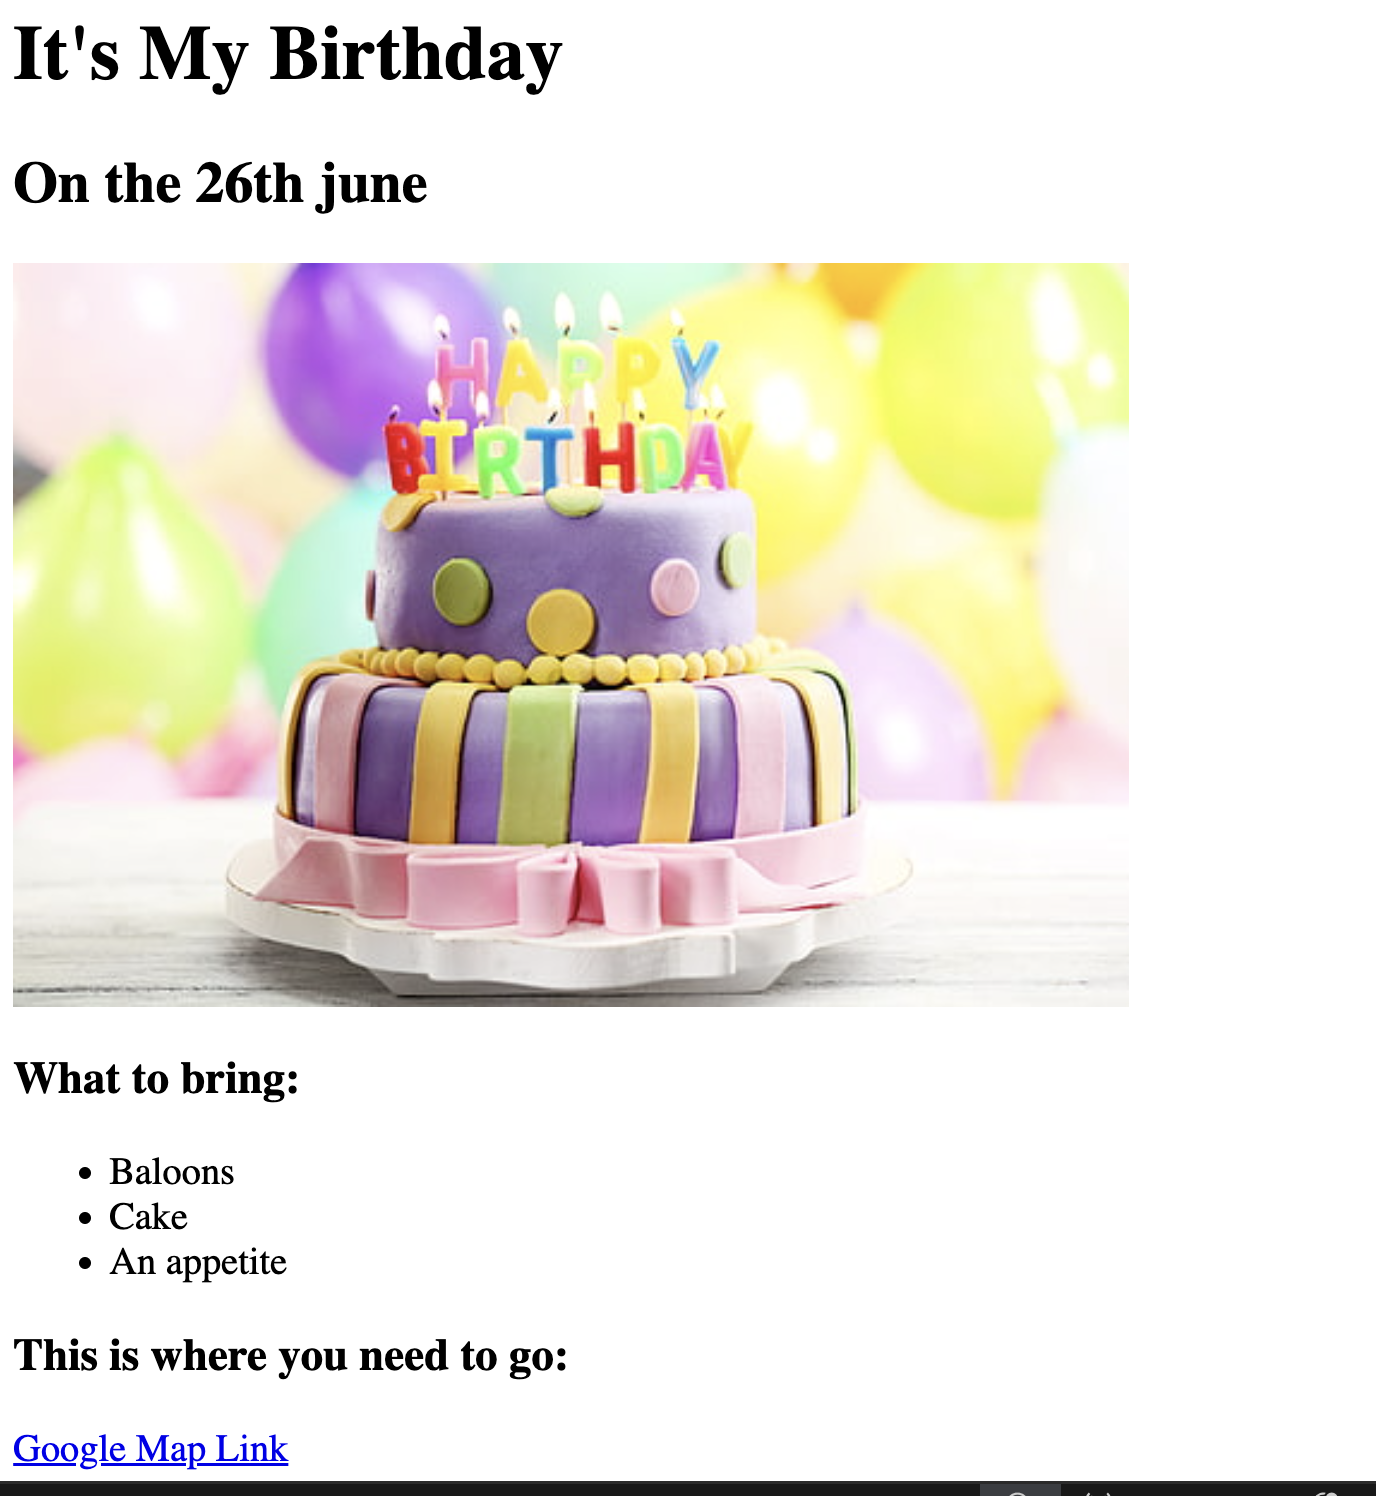 It's My Birthday
On the 26th june
HAPPY
BIRTHDAY
What to bring:
Baloons
Cake
An appetite
This is where you need to go:
Google Map Link